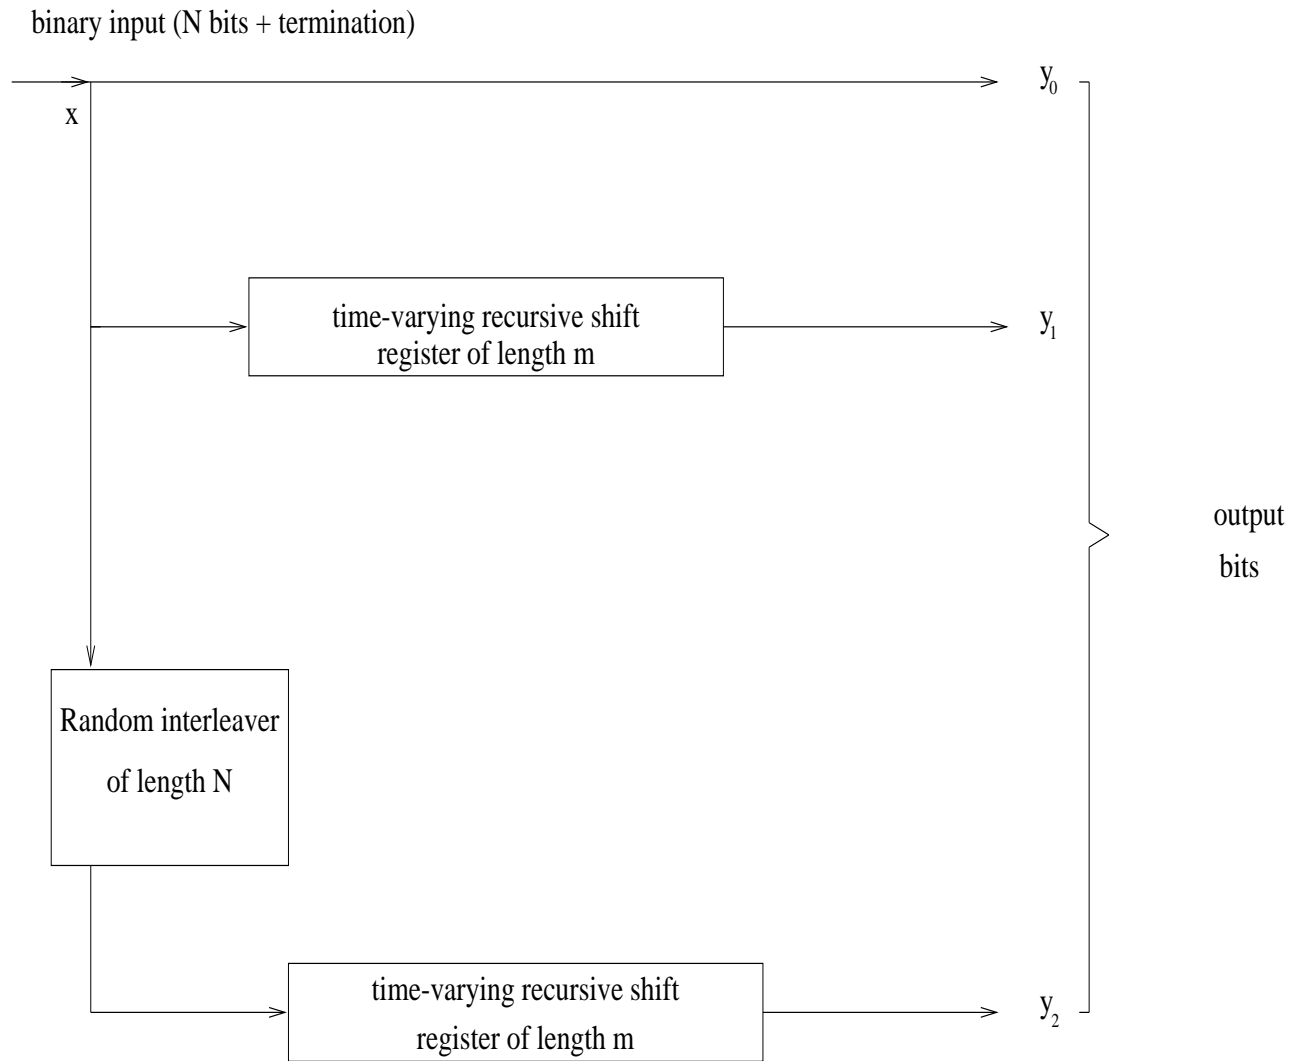 binary input (N bits + termination)
y0
x
time-varying recursive shift
register of length m
y1
output
bits
Random interleaver
of length N
time-varying recursive shift
register of length m
y2